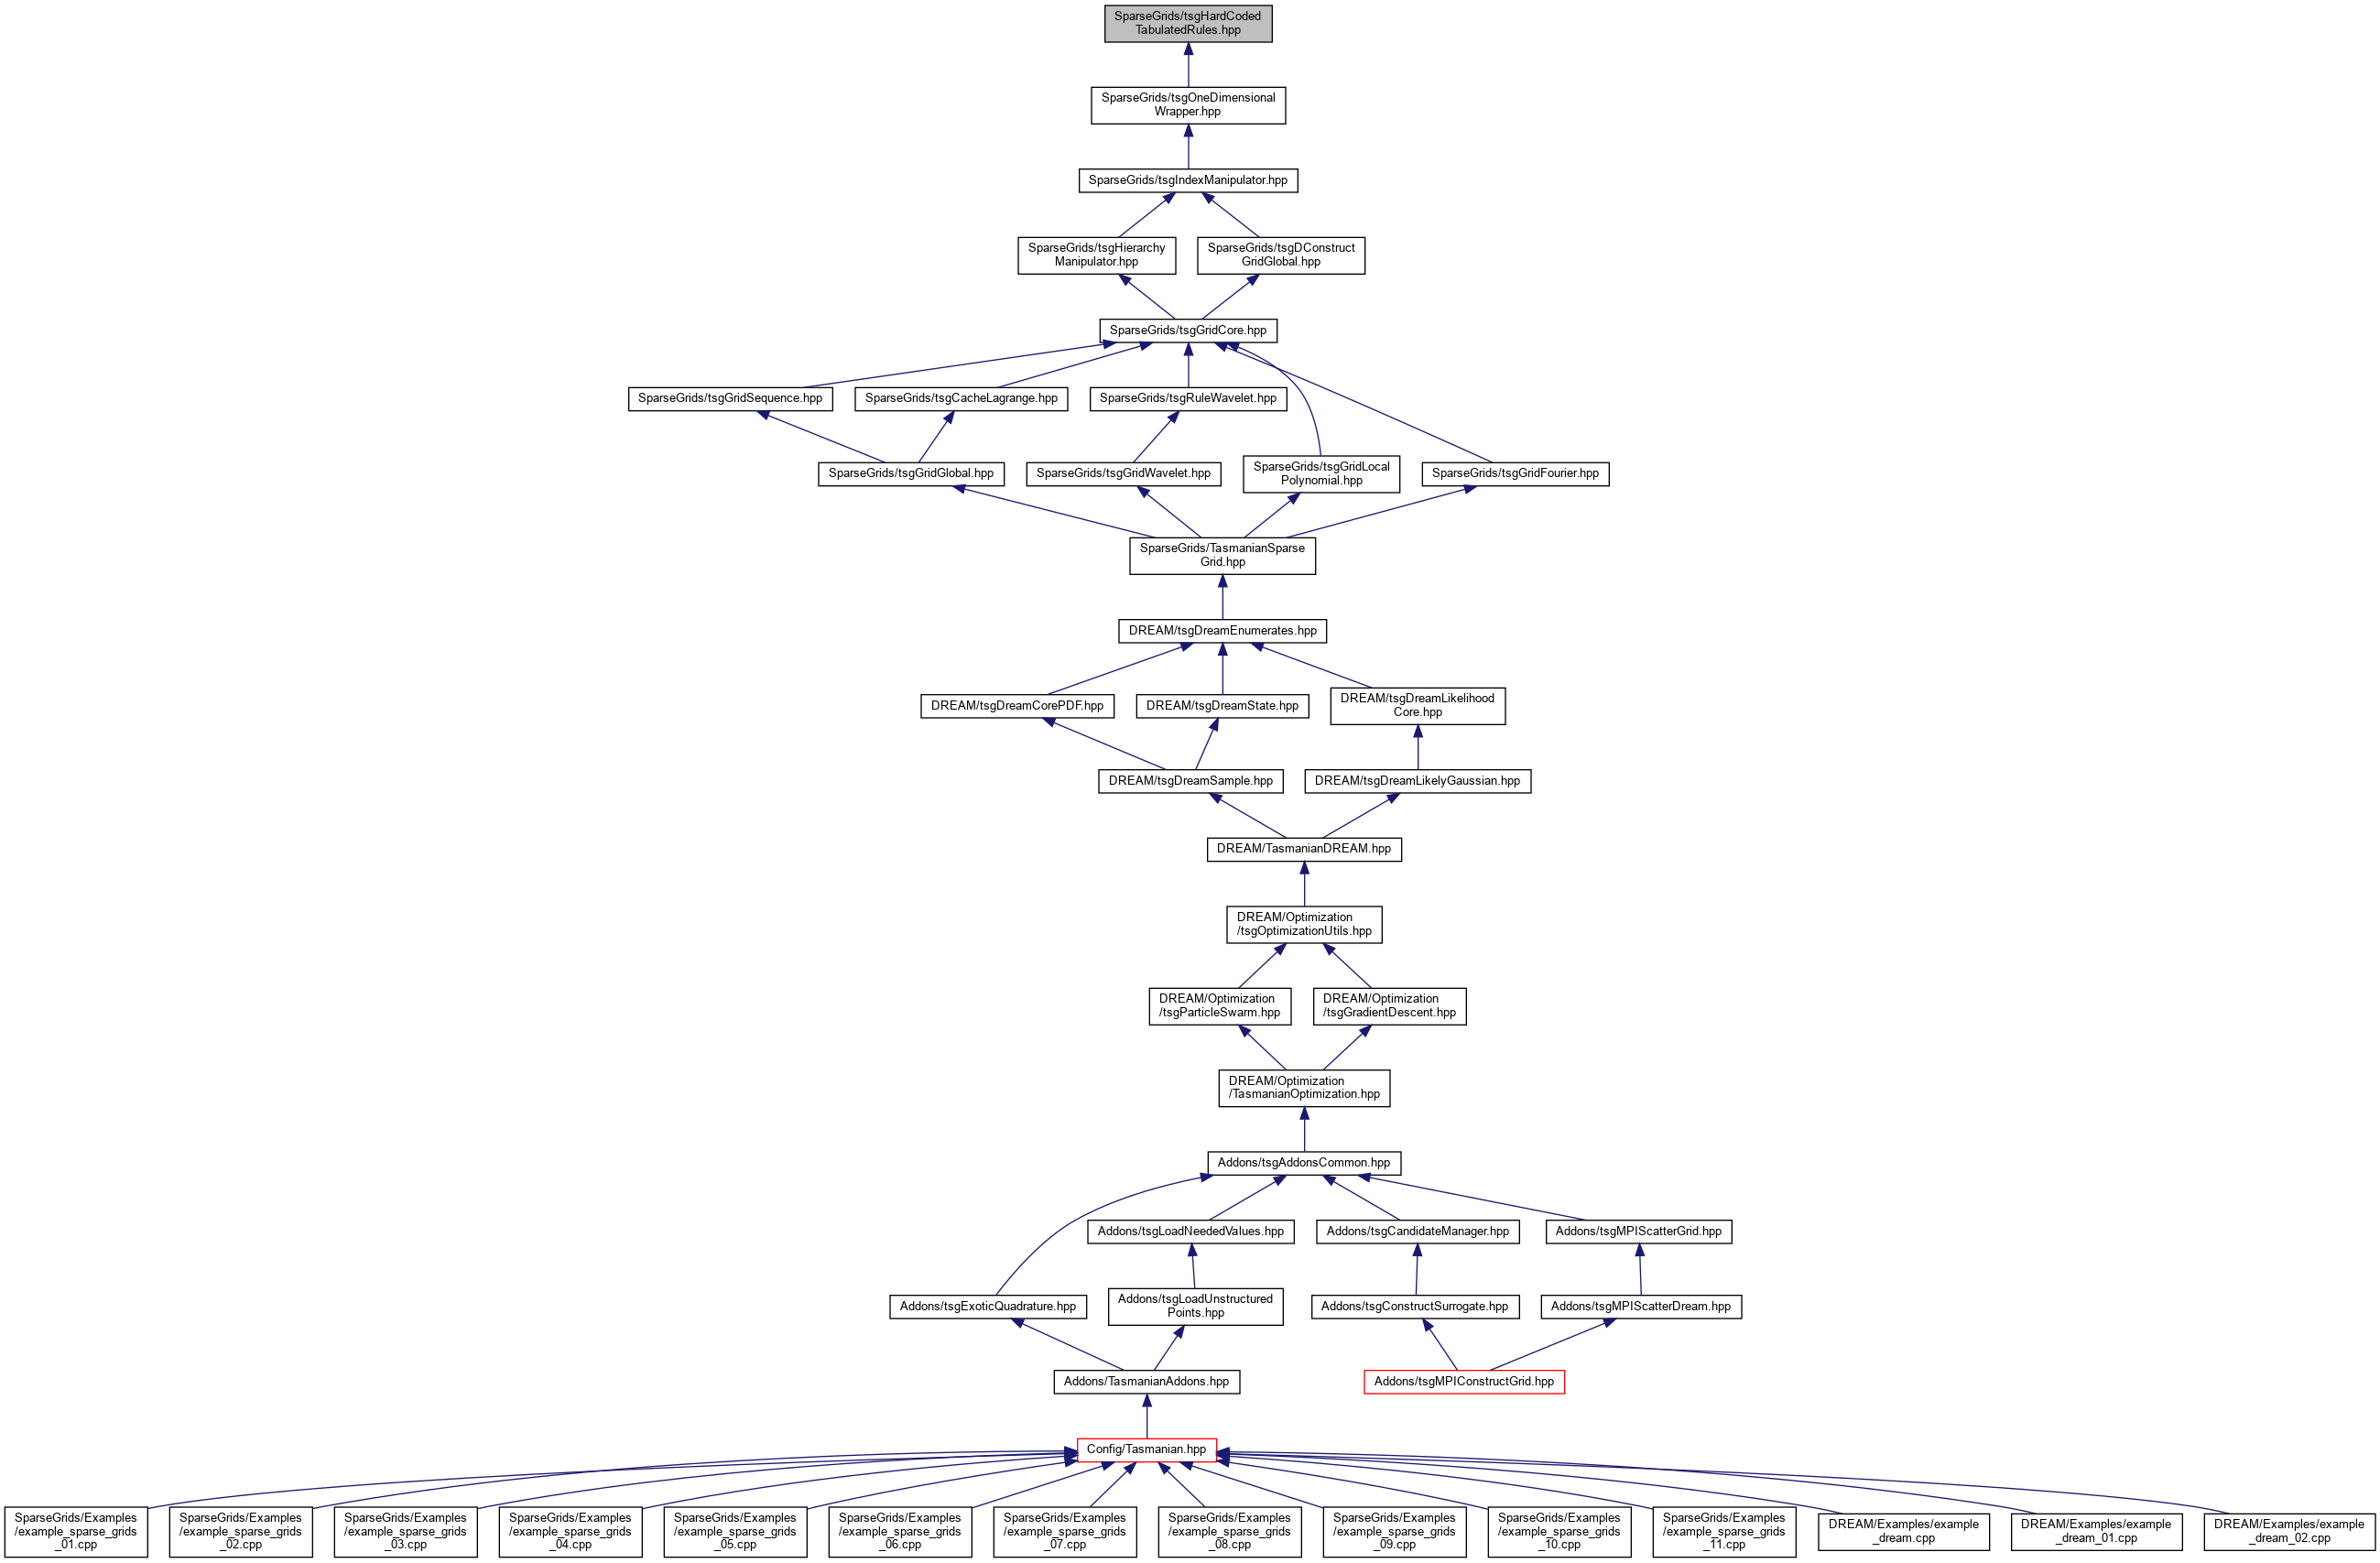 SparseGrids/tsgHardCoded
TabulatedRules.hpp
SparseGrids/tsgOneDimensional
Wrapper.hpp
SparseGrids/tsgIndexManipulator.hpp
SparseGrids/tsgHierarchy
Manipulator.hpp
SparseGrids/tsgDConstruct
GridGlobal.hpp
SparseGrids/tsgGridCore.hpp
SparseGrids/tsgGridSequence.hpp
SparseGrids/tsgCacheLagrange.hpp
SparseGrids/tsgRuleWavelet.hpp
SparseGrids/tsgGridGlobal.hpp
SparseGrids/tsgGridWavelet.hpp
SparseGrids/tsgGridLocal
Polynomial.hpp
SparseGrids/tsgGridFourier.hpp
SparseGrids/TasmanianSparse
Grid.hpp
DREAM/tsgDreamEnumerates.hpp
DREAM/tsgDreamCorePDF.hpp
DREAM/tsgDreamState.hpp
DREAM/tsgDreamLikelihood
Core.hpp
DREAM/tsgDreamSample.hpp
DREAM/tsgDreamLikelyGaussian.hpp
DREAM/TasmanianDREAM.hpp
DREAM/Optimization
/tsgOptimizationUtils.hpp
DREAM/Optimization
/tsgParticleSwarm.hpp
DREAM/Optimization
/tsgGradientDescent.hpp
DREAM/Optimization
/TasmanianOptimization.hpp
Addons/tsgAddonsCommon.hpp
Addons/tsgLoadNeededValues.hpp
Addons/tsgCandidateManager.hpp
Addons/tsgMPIScatterGrid.hpp
Addons/tsgExoticQuadrature.hpp
Addons/tsgLoadUnstructured
Points.hpp
Addons/tsgConstructSurrogate.hpp
Addons/tsgMPIScatterDream.hpp
Addons/TasmanianAddons.hpp
Addons/tsgMPIConstructGrid.hpp
Config/Tasmanian.hpp
SparseGrids/Examples
/example_sparse_grids
_01.cpp
SparseGrids/Examples
/example_sparse_grids
_02.cpp
SparseGrids/Examples
/example_sparse_grids
_03.cpp
SparseGrids/Examples
/example_sparse_grids
_04.cpp
SparseGrids/Examples
/example_sparse_grids
_05.cpp
SparseGrids/Examples
/example_sparse_grids
_06.cpp
SparseGrids/Examples
/example_sparse_grids
_07.cpp
SparseGrids/Examples
/example_sparse_grids
_08.cpp
SparseGrids/Examples
/example_sparse_grids
_09.cpp
SparseGrids/Examples
/example_sparse_grids
_10.cpp
SparseGrids/Examples
/example_sparse_grids
_11.cpp
DREAM/Examples/example
_dream.cpp
DREAM/Examples/example
_dream_01.cpp
DREAM/Examples/example
_dream_02.cpp